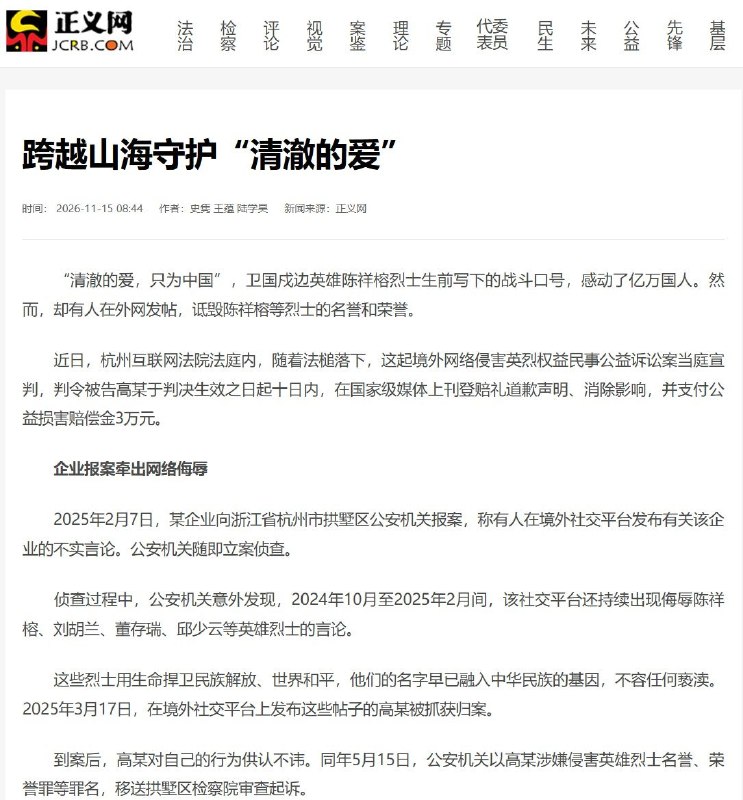 正义网
JCRB.COM
法治 检察 评论 视觉 案鉴 理论 专题 代表委员 民生 未来 公益 先锋 基层
跨越山海守护“清澈的爱”
时间： 2026-11-15 08:44 作者：史隽 王蕴 陆学昊 新闻来源：正义网
“清澈的爱，只为中国”，卫国戍边英雄陈祥榕烈士生前写下的战斗口号，感动了亿万国人。然
而，却有人在外网发帖，诋毁陈祥榕等烈士的名誉和荣誉。
近日，杭州互联网法院法庭内，随着法槌落下，这起境外网络侵害英烈权益民事公益诉讼案当庭宣
判，判令被告高某于判决生效之日起十日内，在国家级媒体上刊登赔礼道歉声明、消除影响，并支付公
益损害赔偿金3万元。
企业报案牵出网络侮辱
2025年2月7日，某企业向浙江省杭州市拱墅区公安机关报案，称有人在境外社交平台发布有关该企
业的不实言论。公安机关随即立案侦查。
侦查过程中，公安机关意外发现，2024年10月至2025年2月间，该社交平台还持续出现侮辱陈祥
榕、刘胡兰、董存瑞、邱少云等英雄烈士的言论。
这些烈士用生命捍卫民族解放、世界和平，他们的名字早已融入中华民族的基因，不容任何亵渎。
2025年3月17日，在境外社交平台上发布这些帖子的高某被抓获归案。
到案后，高某对自己的行为供认不讳。同年5月15日，公安机关以高某涉嫌侵害英雄烈士名誉、荣
誉罪等罪名，移送拱墅区检察院审查起诉。